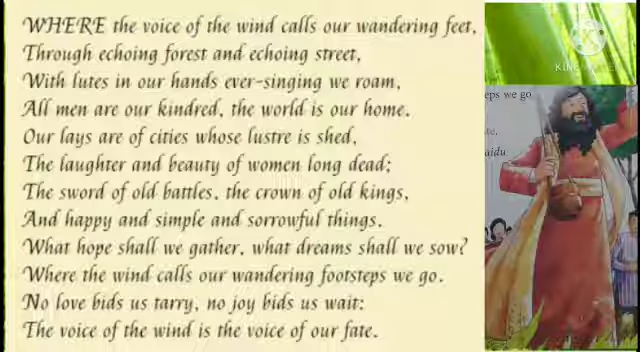 WHERE the voice of the wind calls our wandering feet,
Through echoing forest and echoing street,
With lutes in our hands ever-singing we roam,
All men are our kindred, the world is our home.
Our lays are of cities whose lustre is shed,
The laughter and beauty of women long dead;
The sword of old battles, the crown of old kings,
And happy and simple and sorrowful things.
What hope shall we gather, what dreams shall we sow?
Where the wind calls our wandering footsteps we go.
No love bids us tarry, no joy bids us wait:
The voice of the wind is the voice of our fate.
eps we go
ate,
aidu